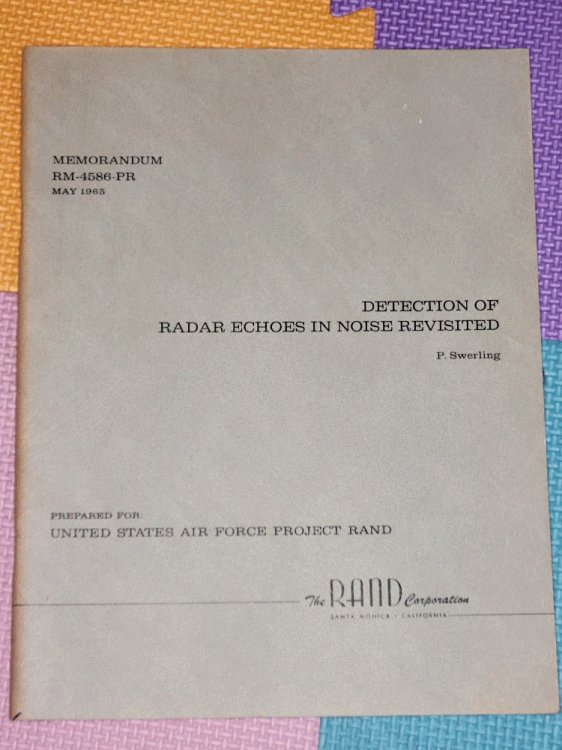 MEMORANDUM
RM-4586-PR
MAY 1965
DETECTION OF
RADAR ECHOES IN NOISE REVISITED
P. Swerling
PREPARED FOR:
UNITED STATES AIR FORCE PROJECT RAND
The RAND Corporation
SANTA MONICA • CALIFORNIA